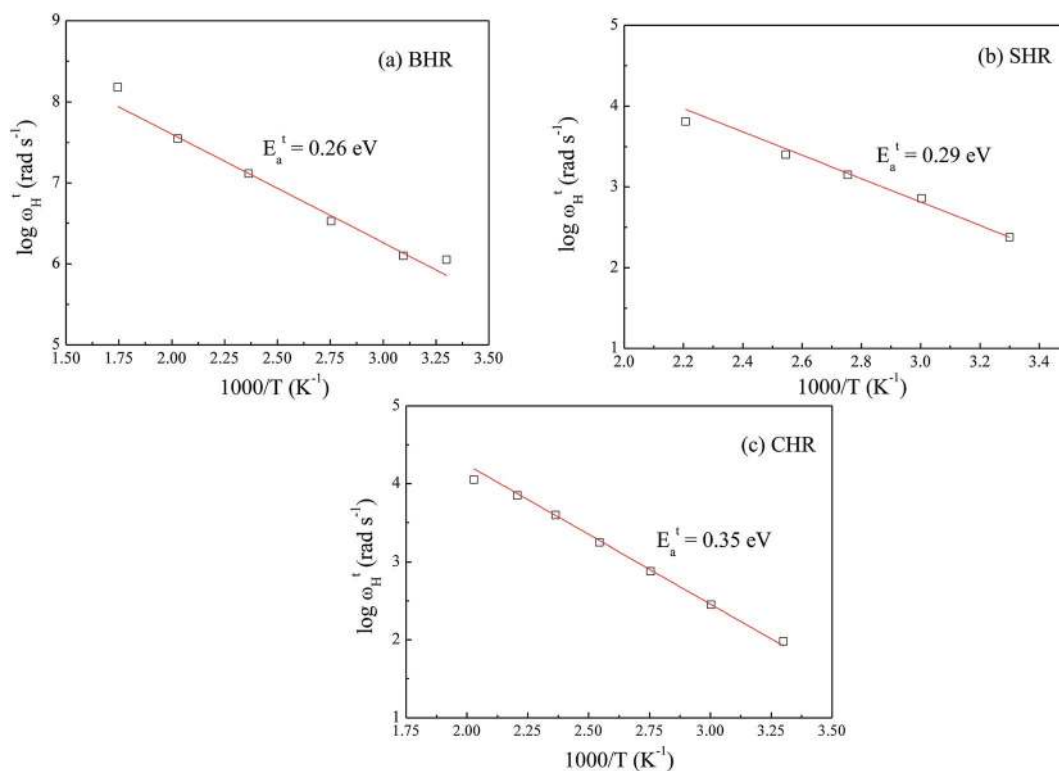 (a) BHR
E_a^t = 0.26 eV
log ω_H^t (rad s⁻¹)
9
8
7
6
5
1.50 1.75 2.00 2.25 2.50 2.75 3.00 3.25 3.50
1000/T (K⁻¹)
(b) SHR
E_a^t = 0.29 eV
log ω_H^t (rad s⁻¹)
5
4
3
2
1
2.0 2.2 2.4 2.6 2.8 3.0 3.2 3.4
1000/T (K⁻¹)
(c) CHR
E_a^t = 0.35 eV
log ω_H^t (rad s⁻¹)
5
4
3
2
1
1.75 2.00 2.25 2.50 2.75 3.00 3.25 3.50
1000/T (K⁻¹)